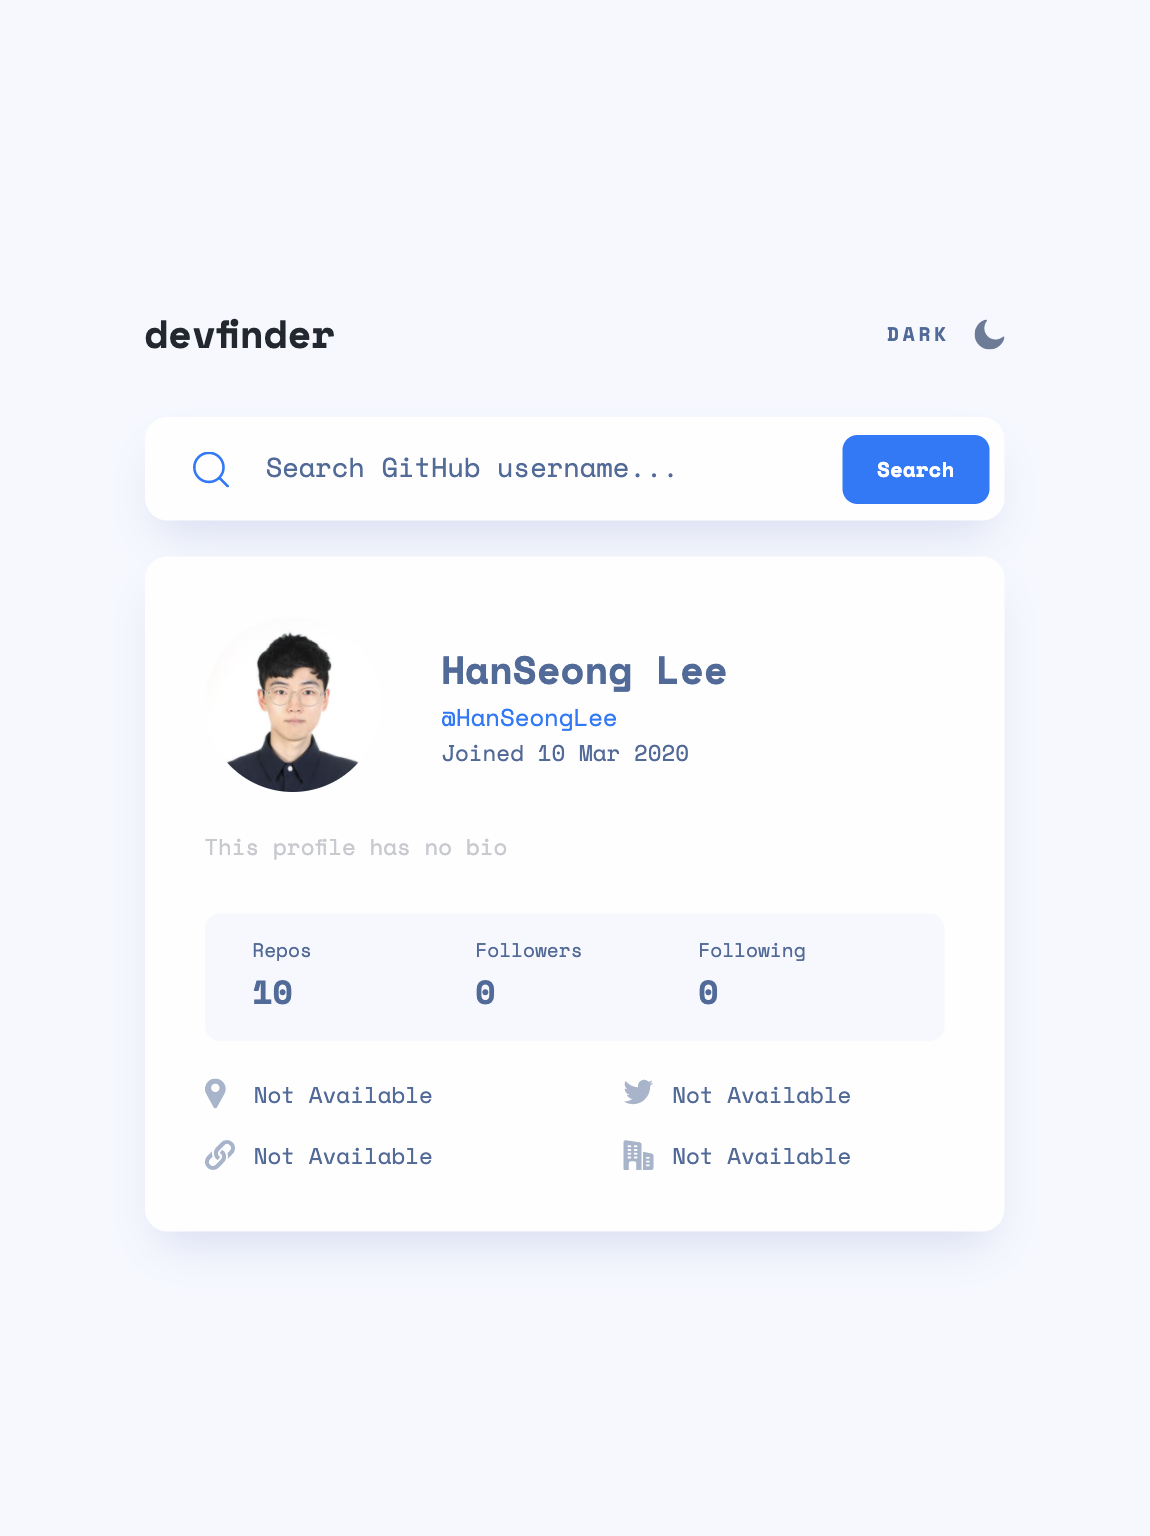 devfinder
DARK
Search GitHub username...
Search
HanSeong Lee
@HanSeongLee
Joined 10 Mar 2020
This profile has no bio
Repos Followers Following
10 0 0
Not Available Not Available
Not Available Not Available